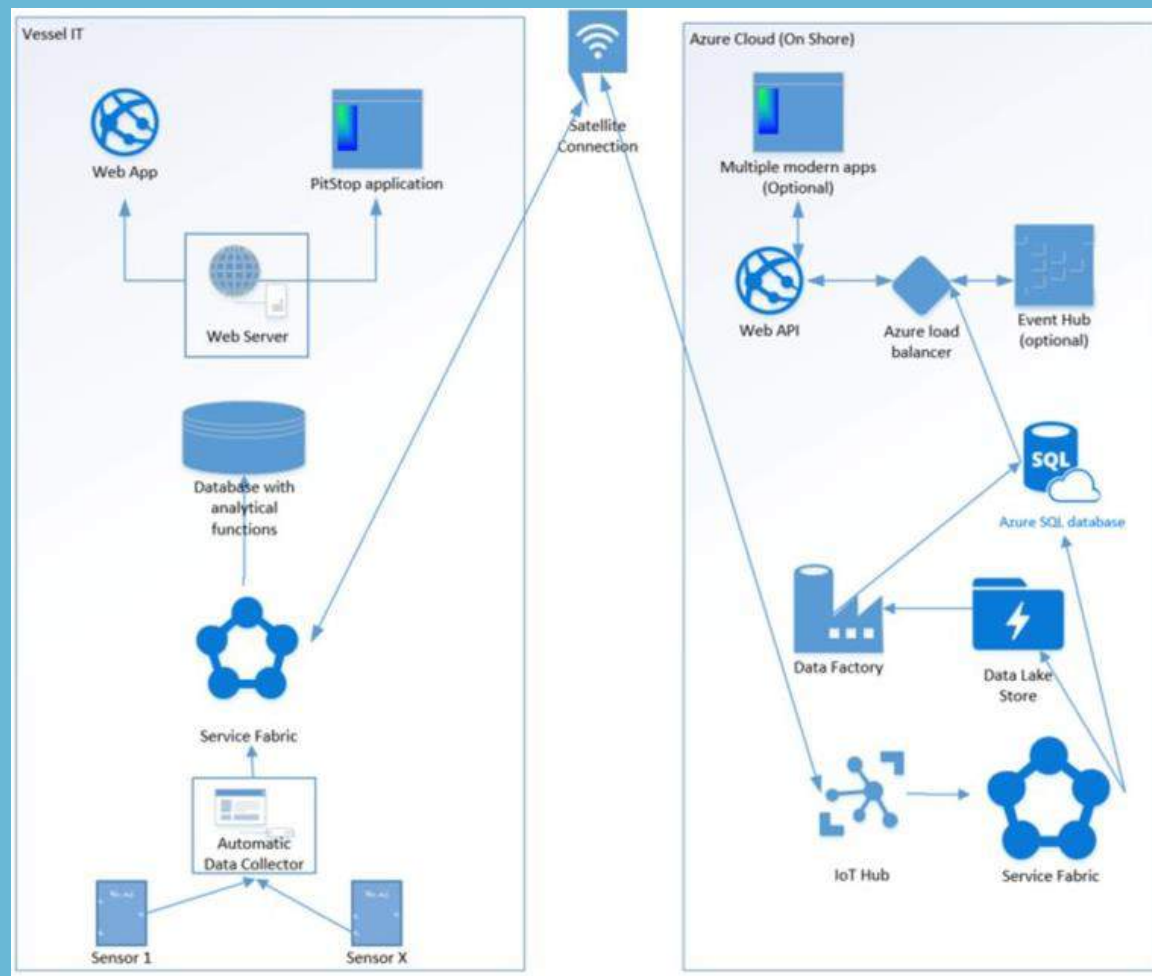 Vessel IT
Web App
PitStop application
Web Server
Database with
analytical
functions
Service Fabric
Automatic
Data Collector
Sensor 1
Sensor X
Satellite
Connection
Azure Cloud (On Shore)
Multiple modern apps
(Optional)
Web API
Azure load
balancer
Event Hub
(optional)
SQL
Azure SQL database
Data Factory
Data Lake
Store
IoT Hub
Service Fabric